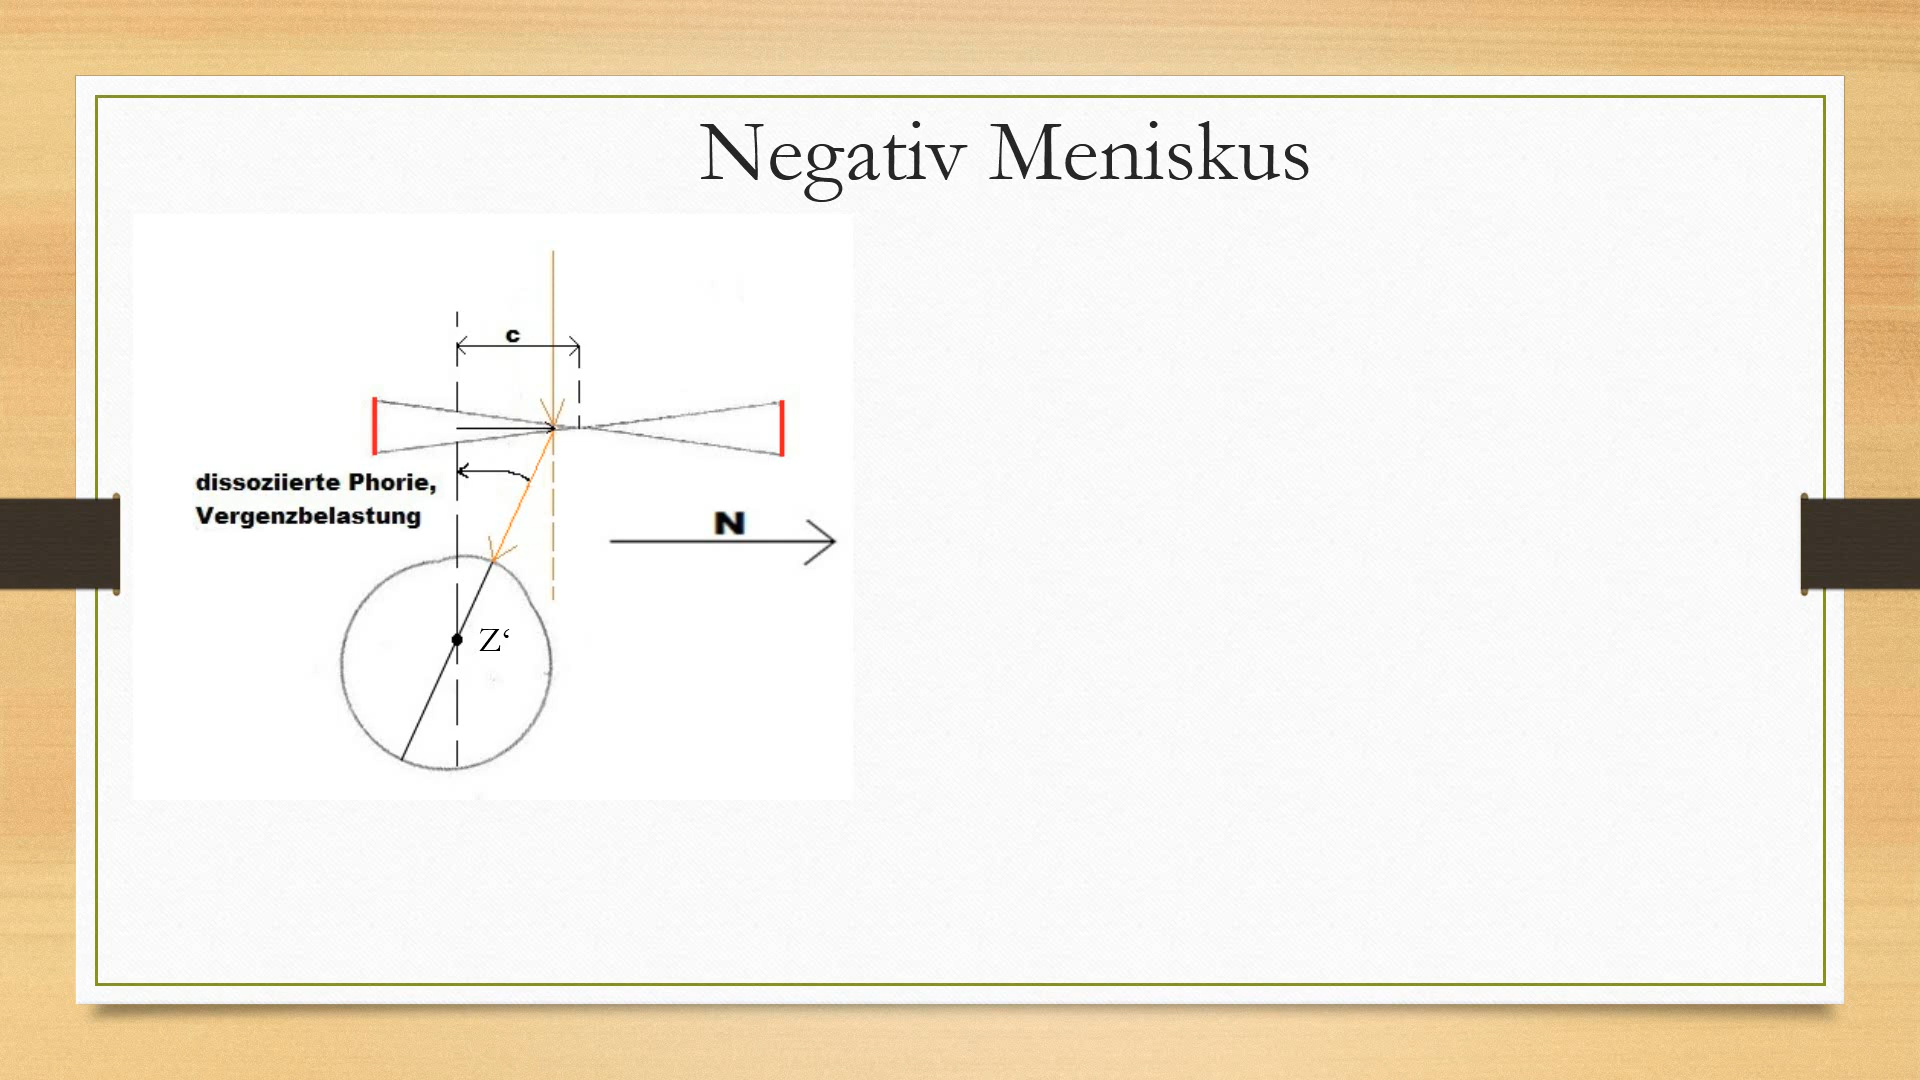 Negativ Meniskus
c
dissoziierte Phorie,
Vergenzbelastung
N
Z‘